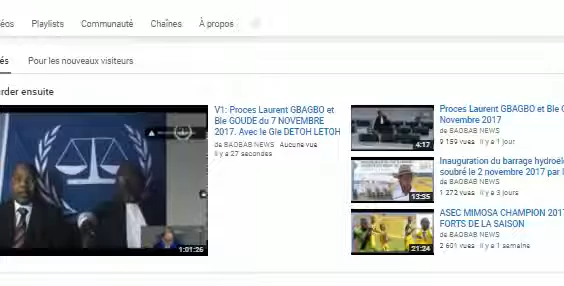 éos Playlists Communauté Chaînes À propos
és Pour les nouveaux visiteurs
rder ensuite
V1: Proces Laurent GBAGBO et
Ble GOUDE du 7 NOVEMBRE
2017. Avec le Gle DETOH LETOH
de BAOBAB NEWS Aucune vue
Il y a 27 secondes
1:01:26
Proces Laurent GBAGBO et Ble G
Novembre 2017
de BAOBAB NEWS
9 159 vues Il y a 1 jour
4:17
Inauguration du barrage hydroéle
soubré le 2 novembre 2017 par l
de BAOBAB NEWS
1 272 vues Il y a 3 jours
13:35
ASEC MIMOSA CHAMPION 2017
FORTS DE LA SAISON
de BAOBAB NEWS
2 601 vues Il y a 1 semaine
21:24